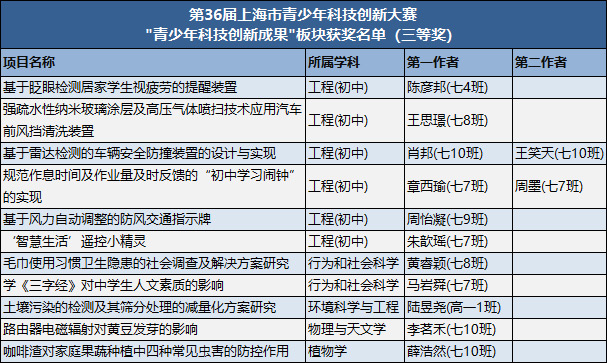 第36届上海市青少年科技创新大赛
"青少年科技创新成果"板块获奖名单（三等奖）
项目名称 所属学科 第一作者 第二作者
基于眨眼检测居家学生视疲劳的提醒装置 工程(初中) 陈彦邦(七4班)
强疏水性纳米玻璃涂层及高压气体喷扫技术应用汽车
前风挡清洗装置 工程(初中) 王思璟(七8班)
基于雷达检测的车辆安全防撞装置的设计与实现 工程(初中) 肖邦(七10班) 王笑天(七10班)
规范作息时间及作业量及时反馈的“初中学习闹钟”
的实现 工程(初中) 章西瑜(七7班) 周墨(七7班)
基于风力自动调整的防风交通指示牌 工程(初中) 周怡凝(七9班)
‘智慧生活’遥控小精灵 工程(初中) 朱歆瑶(七7班)
毛巾使用习惯卫生隐患的社会调查及解决方案研究 行为和社会科学 黄睿颖(七8班)
学《三字经》对中学生人文素质的影响 行为和社会科学 马岩舜(七7班)
土壤污染的检测及其筛分处理的减量化方案研究 环境科学与工程 陆昱尧(高一1班)
路由器电磁辐射对黄豆发芽的影响 物理与天文学 李茗禾(七10班)
咖啡渣对家庭果蔬种植中四种常见虫害的防控作用 植物学 薛浩然(七10班)